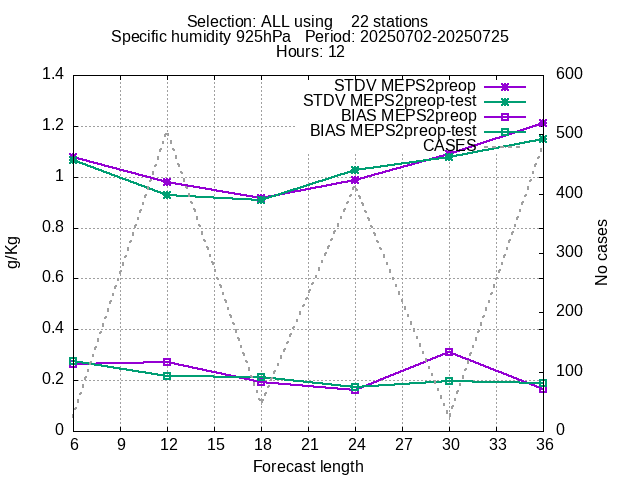 Selection: ALL using    22 stations
Specific humidity 925hPa   Period: 20250702-20250725
Hours: 12
1.4
1.2
1
0.8
0.6
0.4
0.2
0
g/Kg
STDV MEPS2preop
STDV MEPS2preop-test
BIAS MEPS2preop
BIAS MEPS2preop-test
CASES
600
500
400
300
200
100
0
No cases
6 9 12 15 18 21 24 27 30 33 36
Forecast length